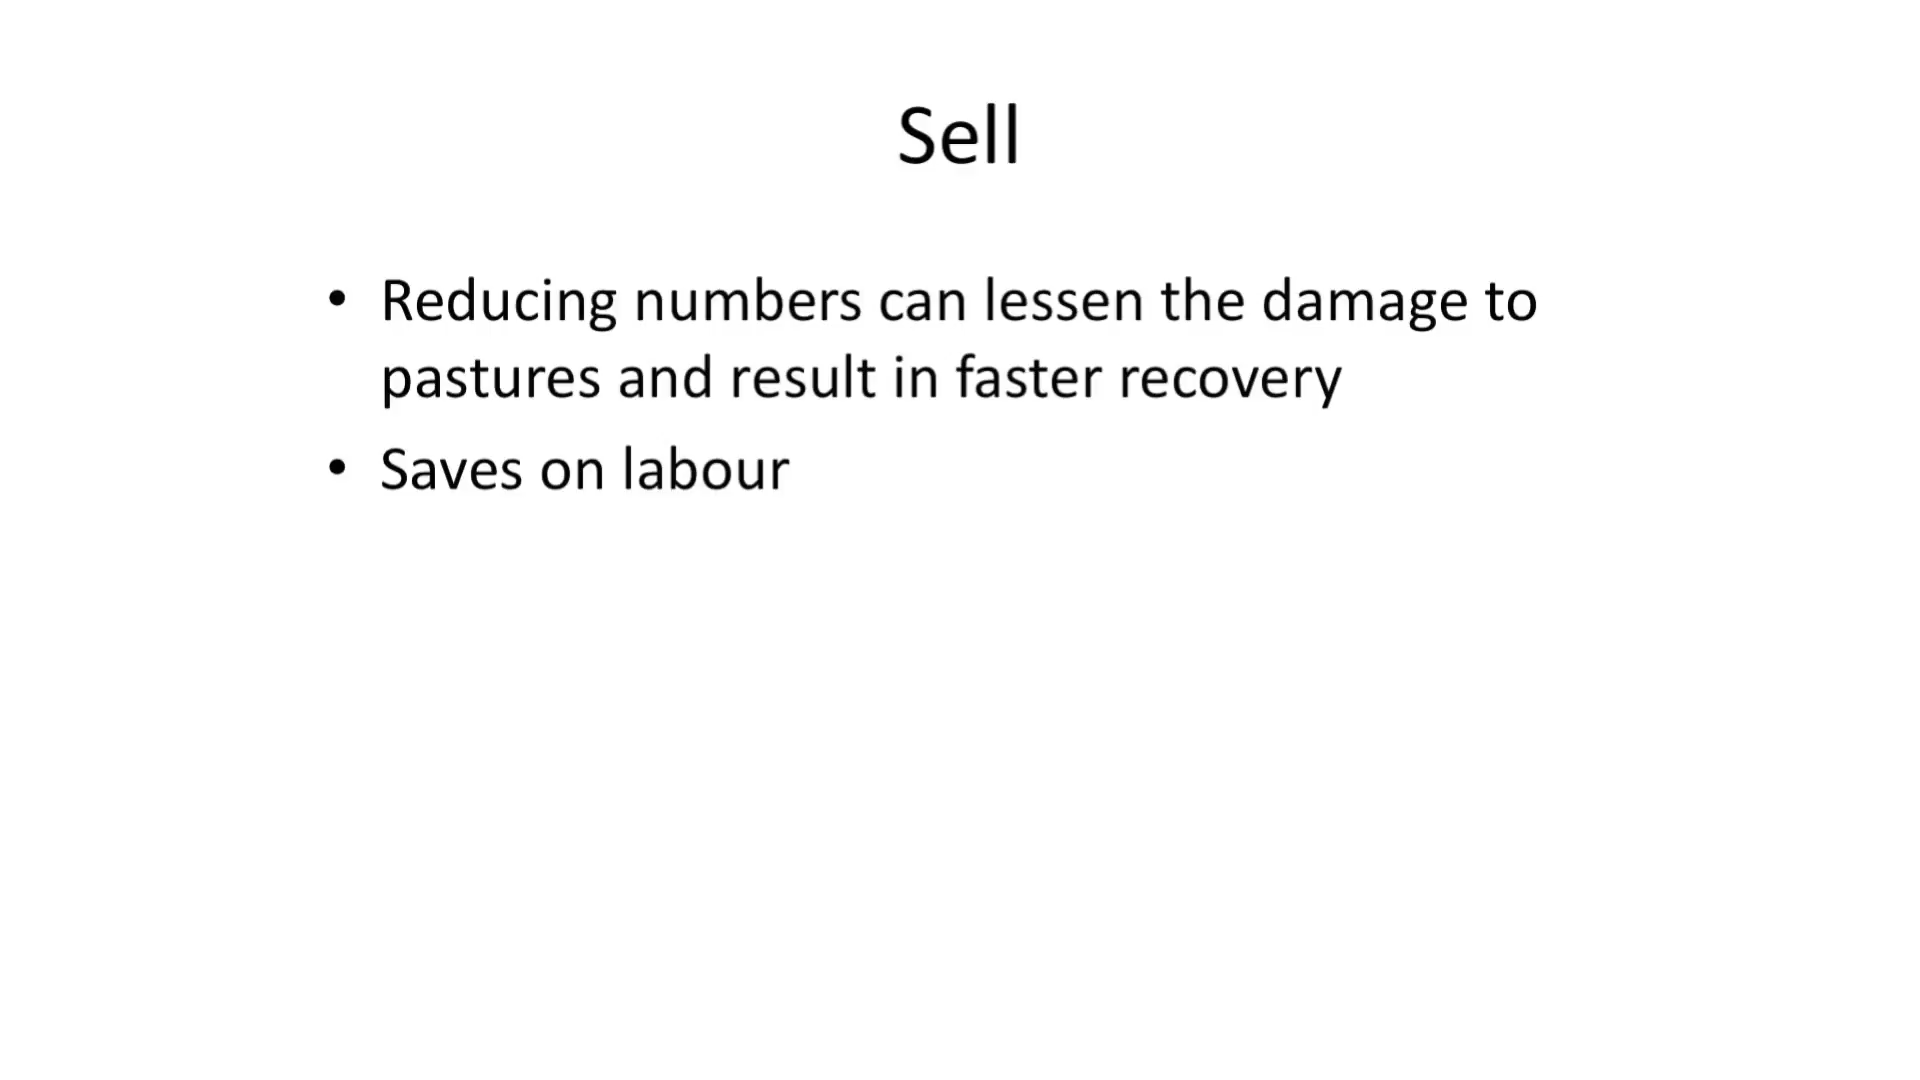 Sell
• Reducing numbers can lessen the damage to
pastures and result in faster recovery
• Saves on labour